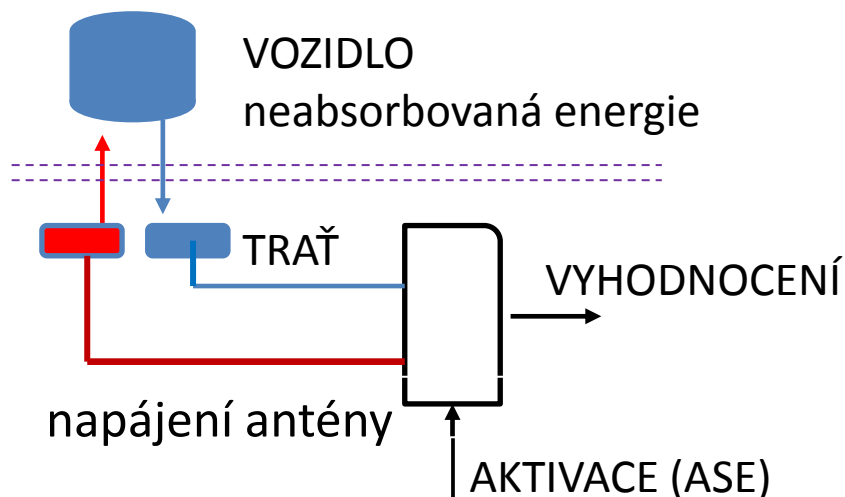 VOZIDLO
neabsorbovaná energie
TRAŤ
VYHODNOCENÍ
napájení antény
AKTIVACE (ASE)